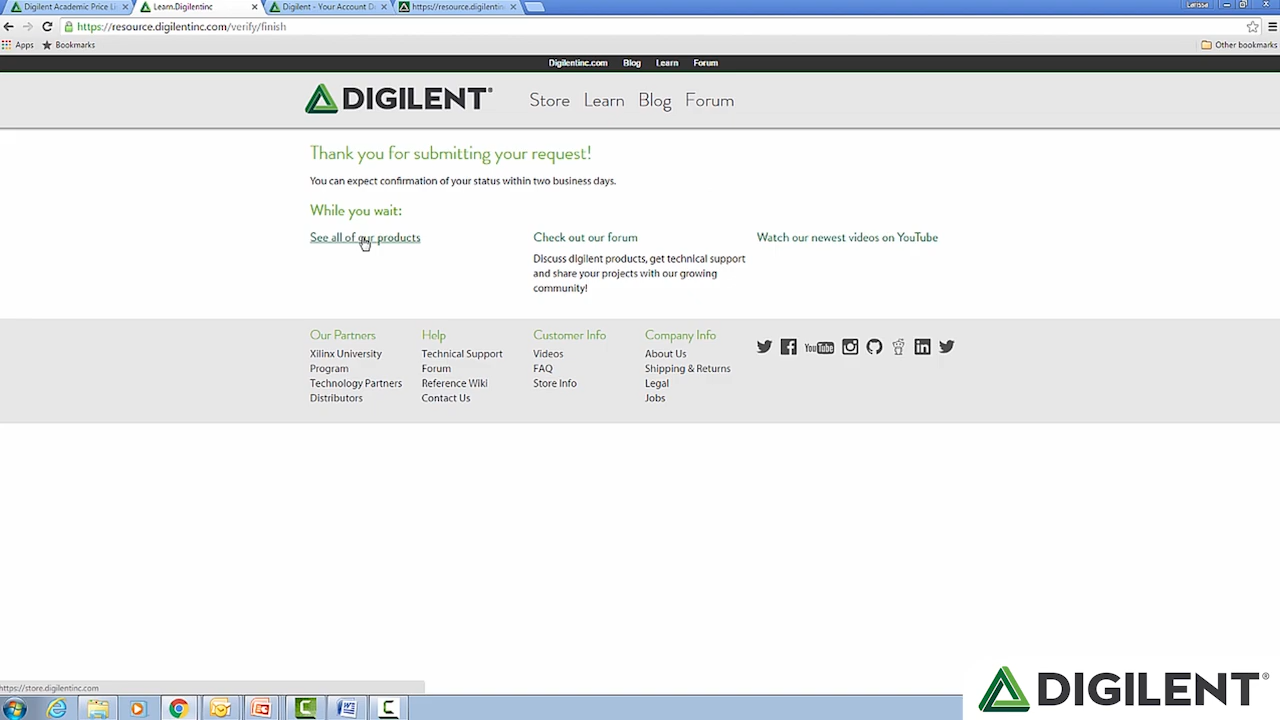 Digilent Academic Price Li
Learn.Digilentinc
Digilent - Your Account D
https://resource.digilentin
Larissa
https://resource.digilentinc.com/verify/finish
Apps
Bookmarks
Other bookmarks
Digilentinc.com
Blog
Learn
Forum
DIGILENT®
Store
Learn
Blog
Forum
Thank you for submitting your request!
You can expect confirmation of your status within two business days.
While you wait:
See all of our products
Check out our forum
Discuss digilent products, get technical support
and share your projects with our growing
community!
Watch our newest videos on YouTube
Our Partners
Xilinx University
Program
Technology Partners
Distributors
Help
Technical Support
Forum
Reference Wiki
Contact Us
Customer Info
Videos
FAQ
Store Info
Company Info
About Us
Shipping & Returns
Legal
Jobs
YouTube
https://store.digilentinc.com
DIGILENT®